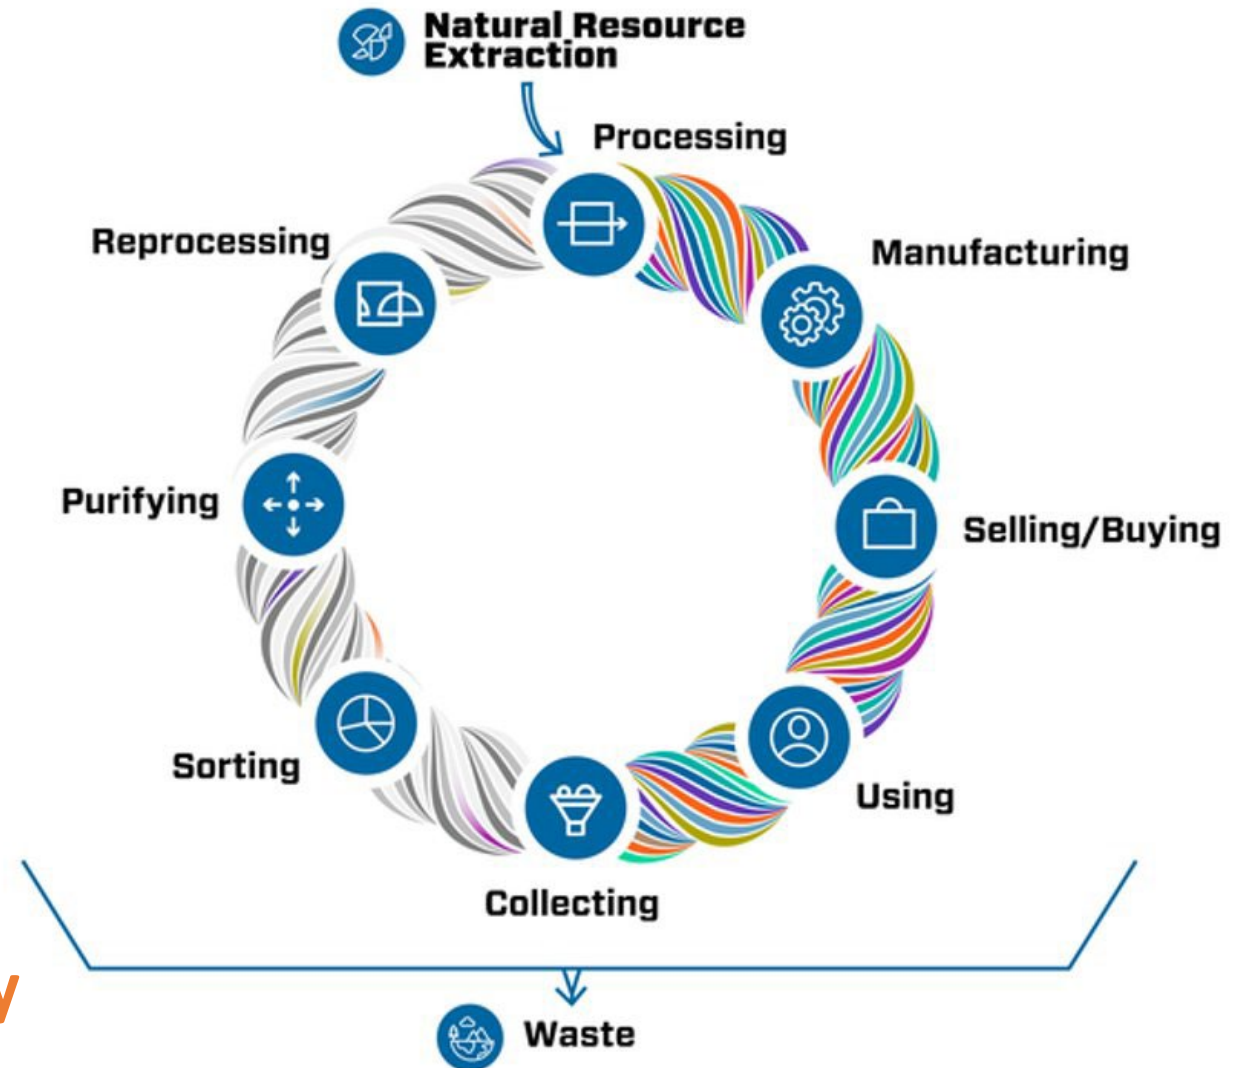 Natural Resource
Extraction
Processing
Reprocessing
Manufacturing
Purifying
Selling/Buying
Sorting
Using
Collecting
y
Waste